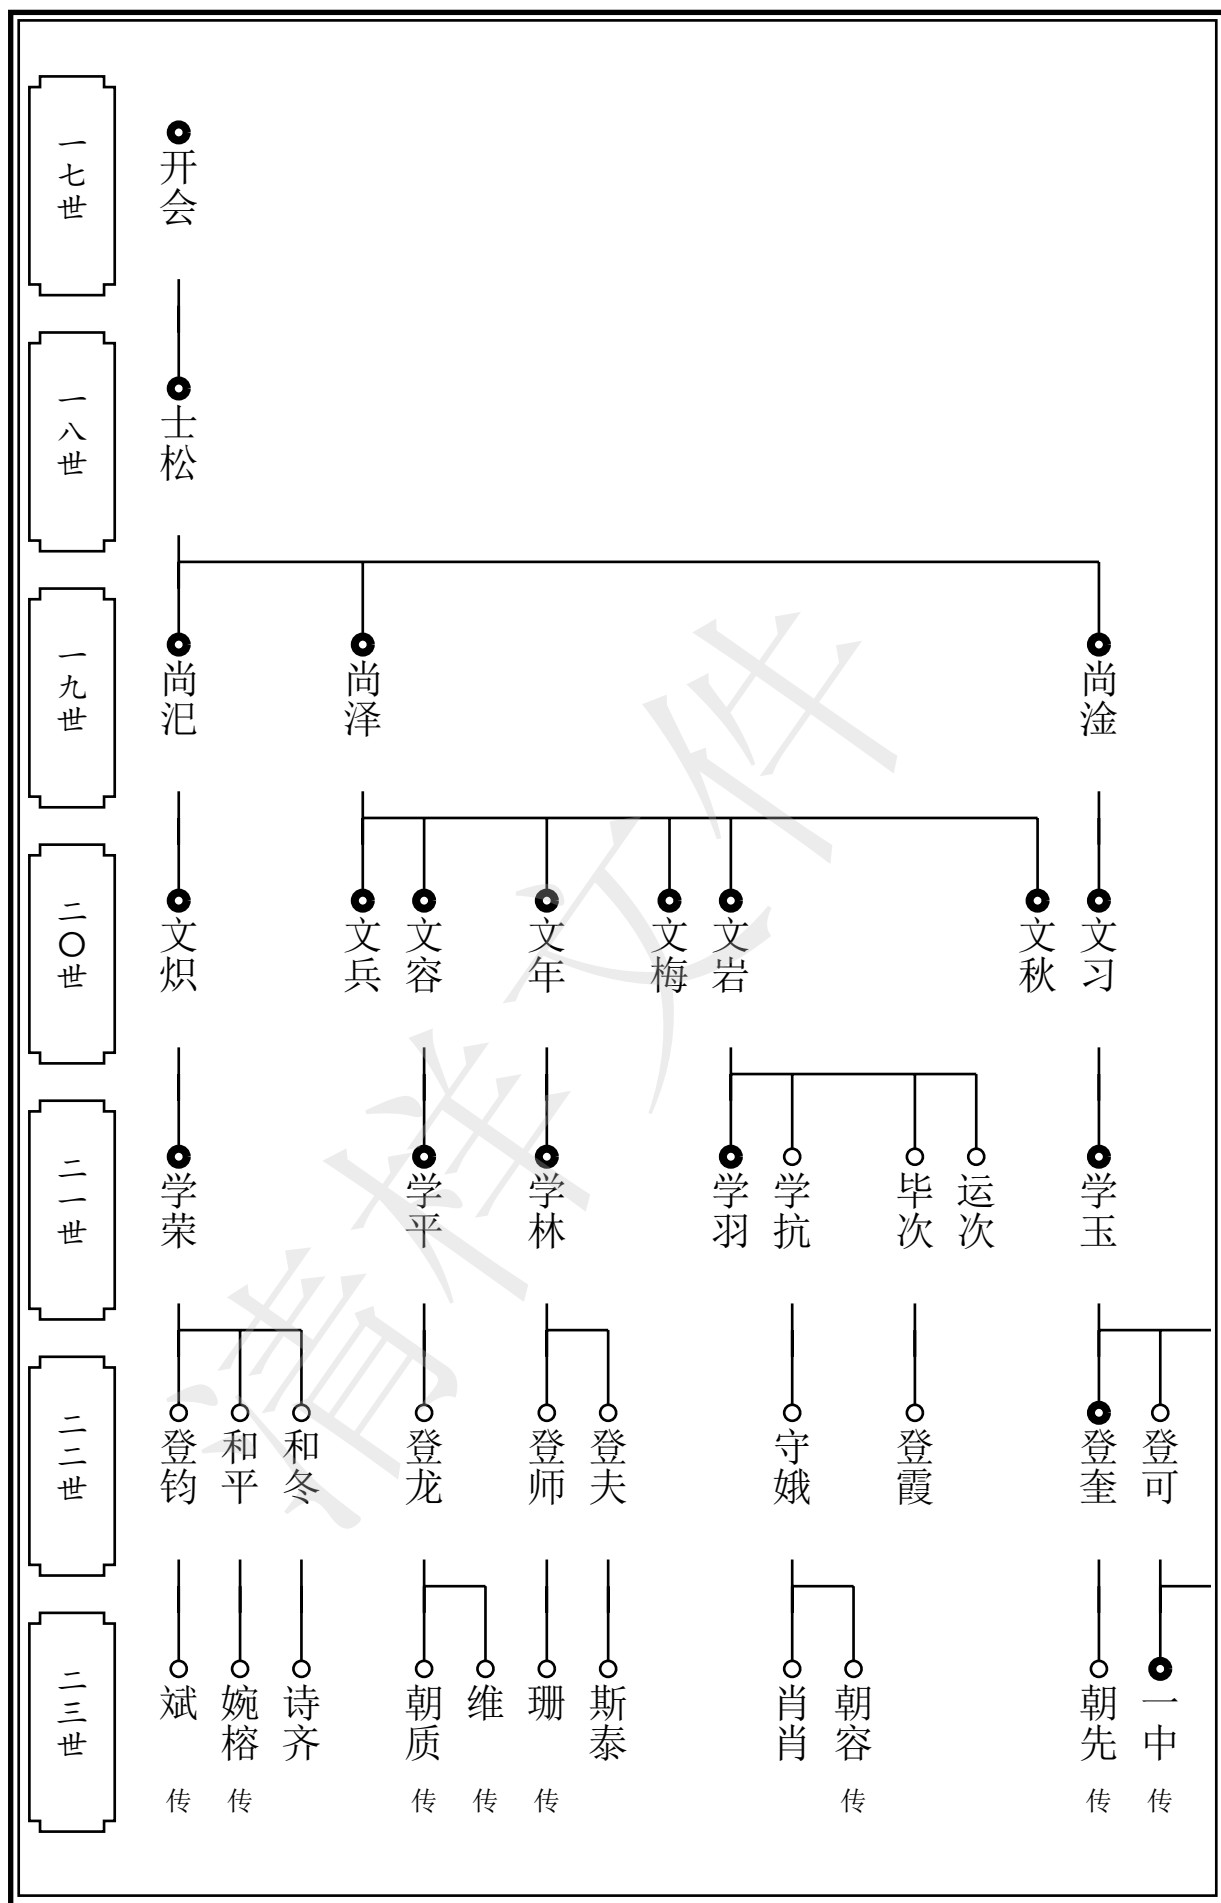 一七世
开会
一八世
士松
一九世
尚汜
尚泽
尚淦
二〇世
文炽
文兵
文容
文年
文梅
文岩
文秋
文习
二一世
学荣
学平
学林
学羽
学抗
毕次
运次
学玉
二二世
登钧
和平
和冬
登龙
登师
登夫
守娥
登霞
登奎
登可
二三世
斌
婉榕
诗齐
朝质
维
珊
斯泰
肖肖
朝容
朝先
一中
传
传
传
传
传
传
传
传
清样文件